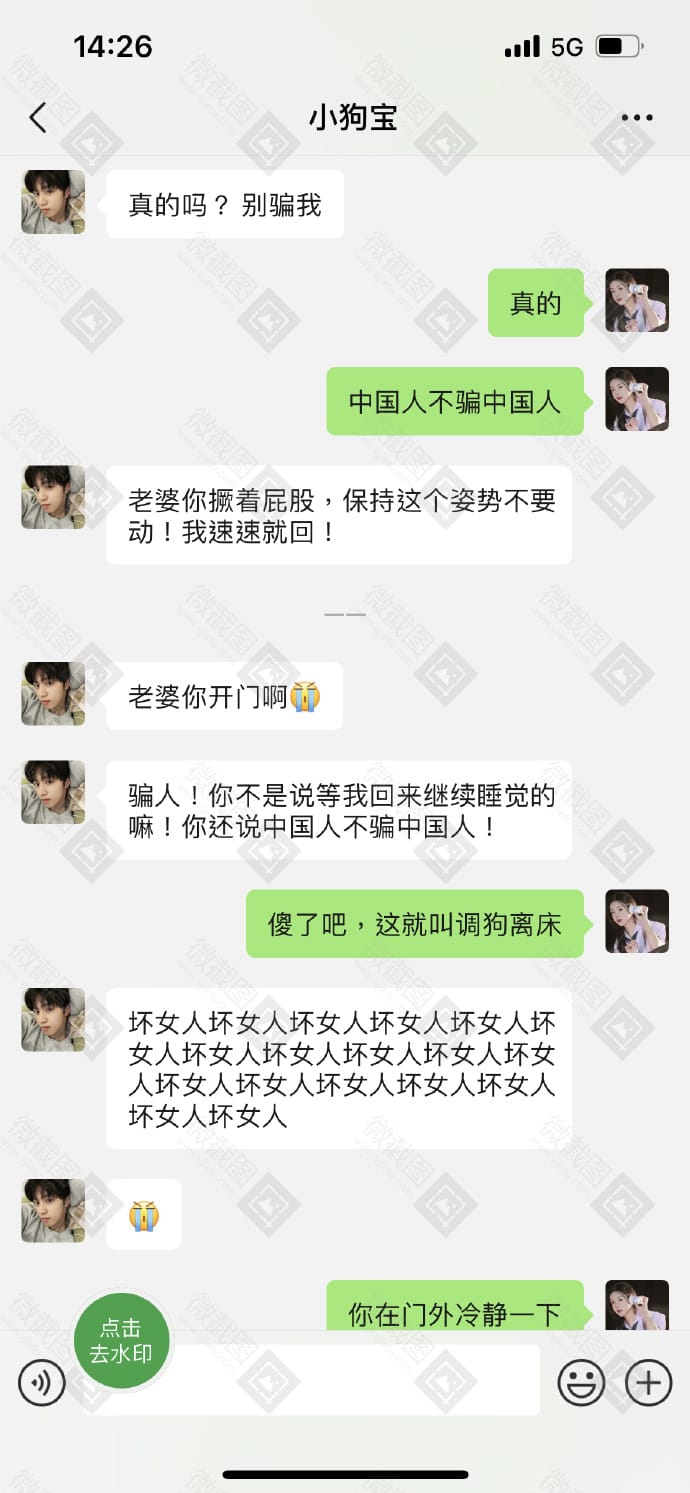 14:26
5G
小狗宝
真的吗？别骗我
真的
中国人不骗中国人
老婆你撅着屁股，保持这个姿势不要
动！我速速就回！
——
老婆你开门啊😭
骗人！你不是说等我回来继续睡觉的
嘛！你还说中国人不骗中国人！
傻了吧，这就叫调狗离床
坏女人坏女人坏女人坏女人坏女人坏
女人坏女人坏女人坏女人坏女人坏女
人坏女人坏女人坏女人坏女人坏女人
坏女人坏女人
😭
你在门外冷静一下
点击
去水印
微截图